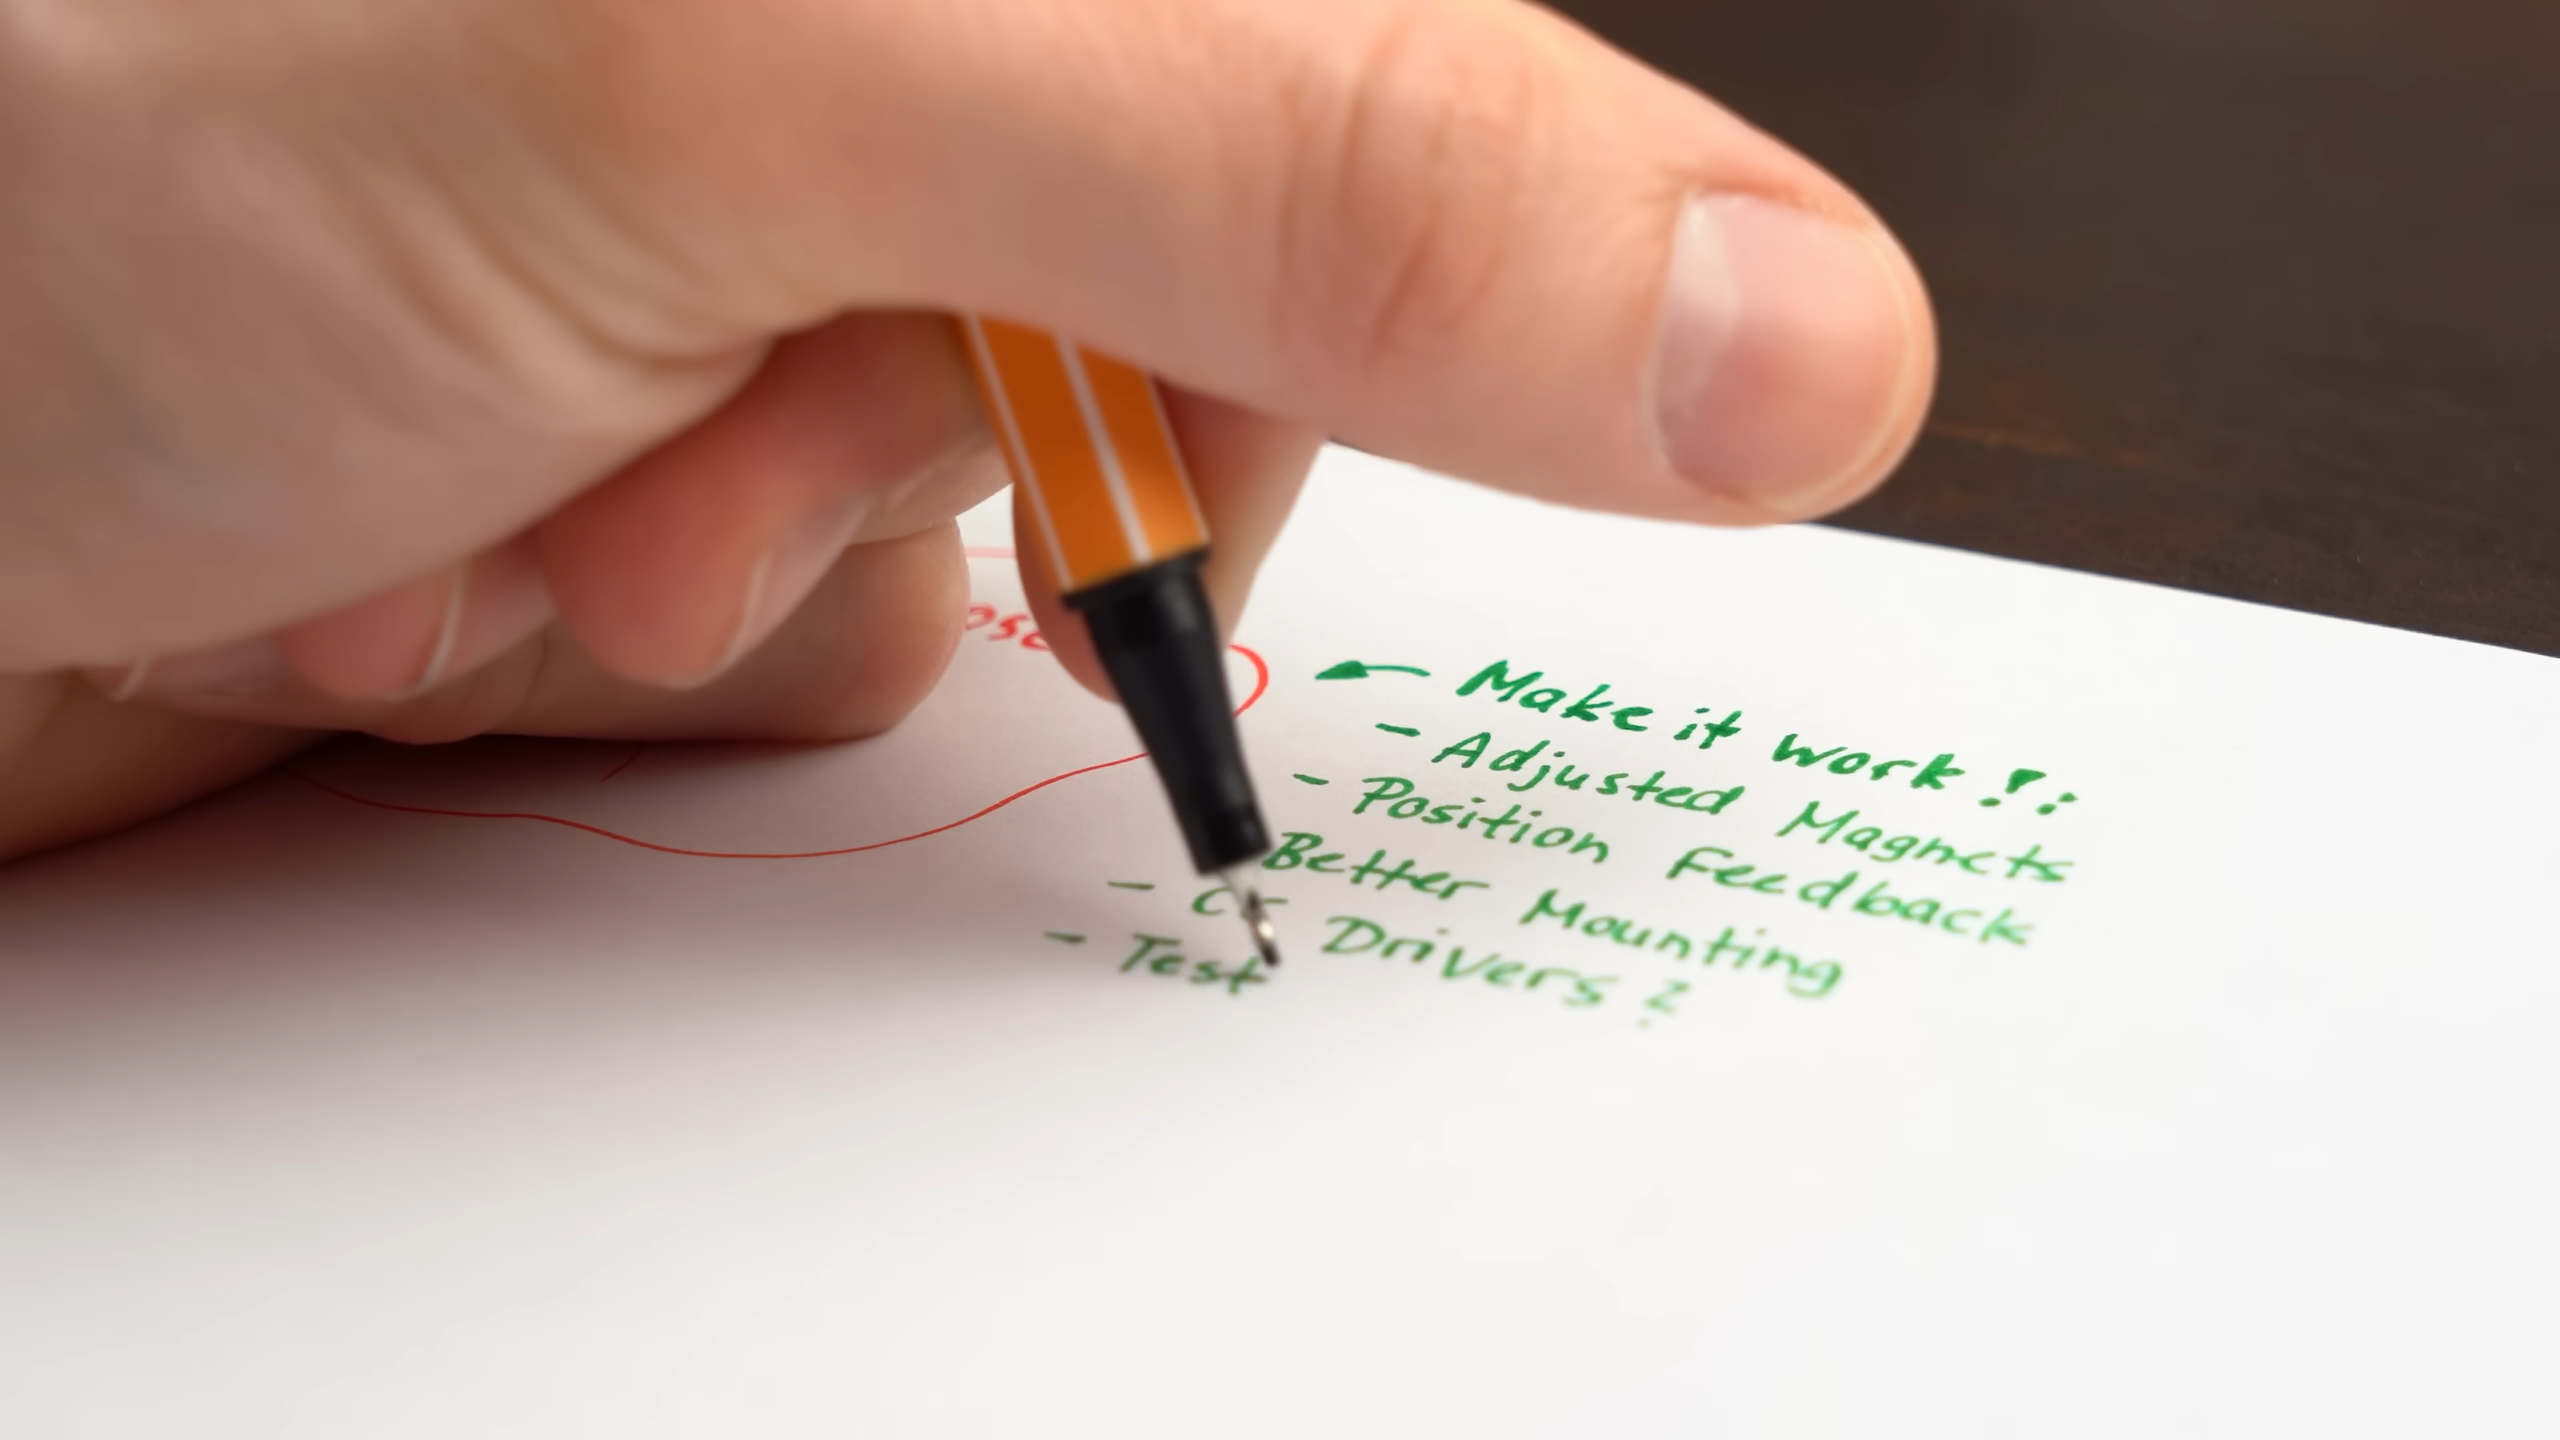 Make it work ?:
- Adjusted Magnets
- Position Feedback
Better Mounting
- Drivers ?
- Test